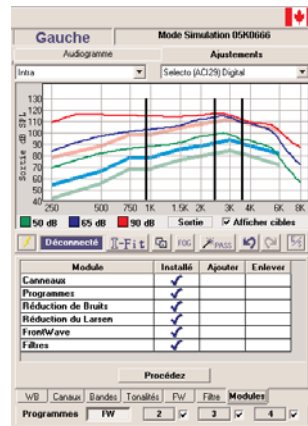 Gauche Mode Simulation 05K0666
Audiogramme Ajustements
Intra Selecto (ACI29) Digital
Sortie dB SPL
130
120
110
100
90
80
70
60
50
40
250 500 750 1K 1.5K 2K 3K 4K 6K 8K
50 dB 65 dB 90 dB Sortie Afficher cibles
Déconnecté I-Fit FOG PASS
Module Installé Ajouter Enlever
Canneaux
Programmes
Réduction de Bruits
Réduction du Larsen
FrontWave
Filtres
Procédez
WB Canaux Bandes Tonalités FW Filtre Modules
Programmes FW 2 3 4